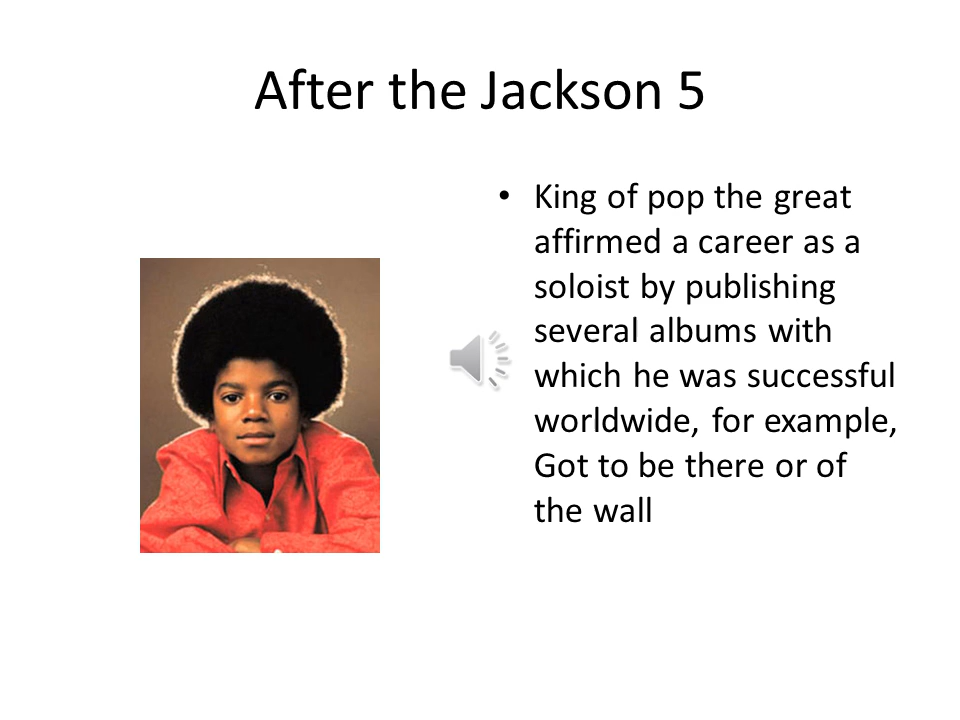 After the Jackson 5
• King of pop the great
affirmed a career as a
soloist by publishing
several albums with
which he was successful
worldwide, for example,
Got to be there or of
the wall